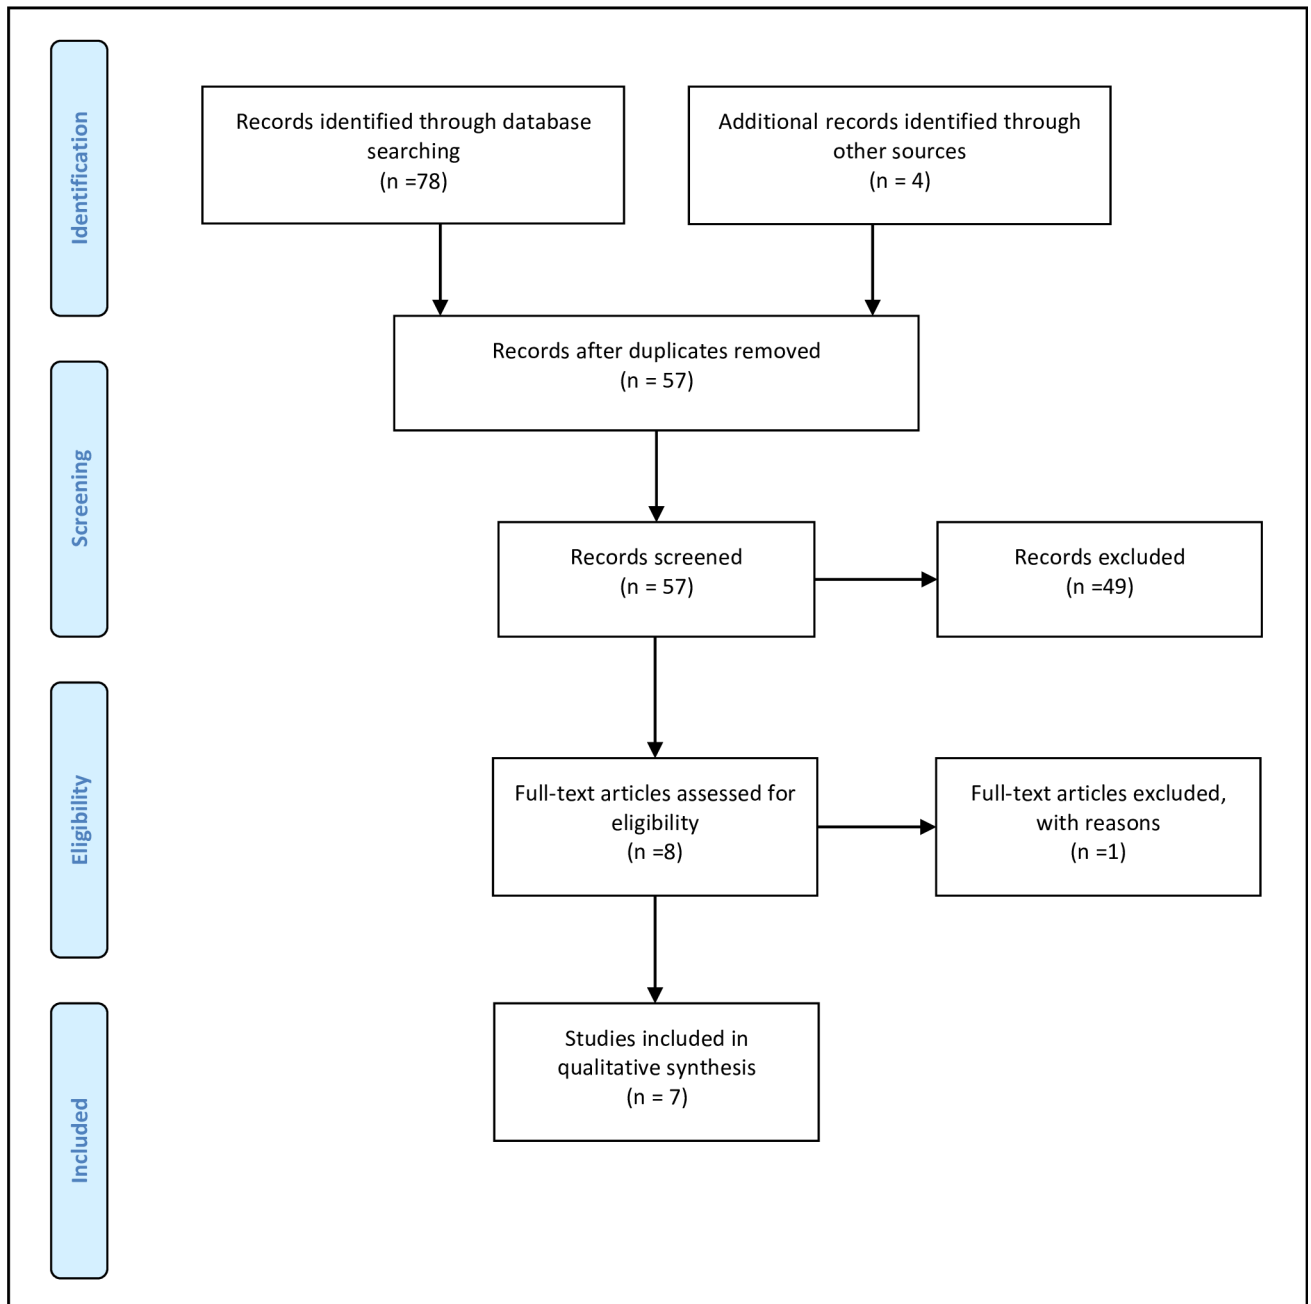 Identification
Records identified through database
searching
(n =78)
Additional records identified through
other sources
(n = 4)
Records after duplicates removed
(n = 57)
Screening
Records screened
(n = 57)
Records excluded
(n =49)
Eligibility
Full-text articles assessed for
eligibility
(n =8)
Full-text articles excluded,
with reasons
(n =1)
Included
Studies included in
qualitative synthesis
(n = 7)